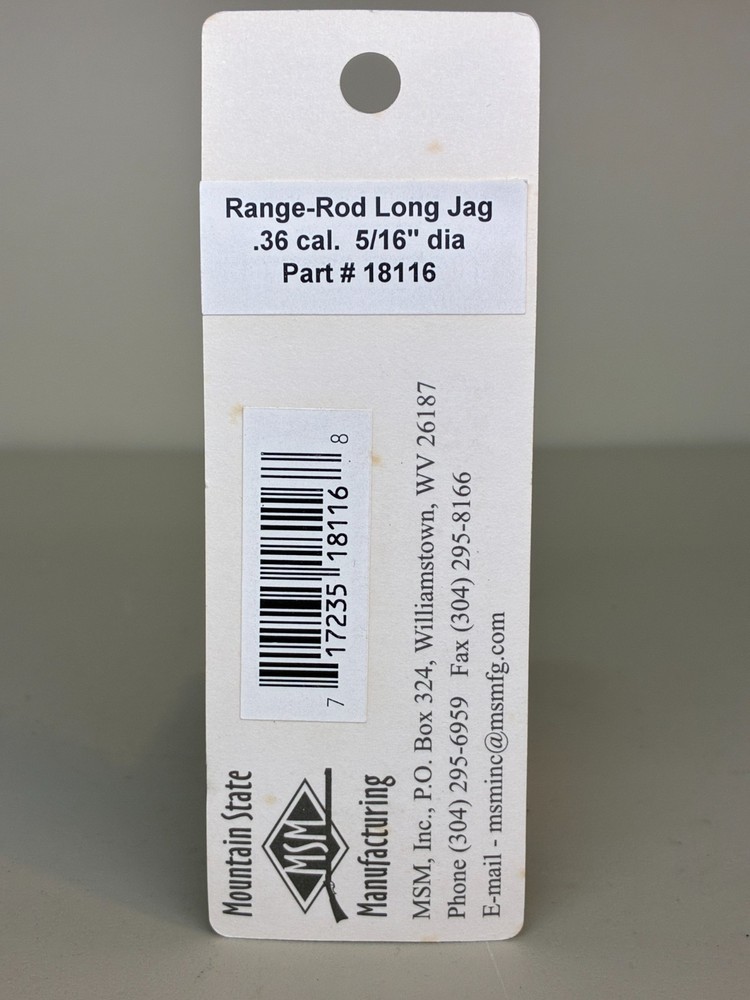 Range-Rod Long Jag
.36 cal. 5/16" dia
Part # 18116
7 17235 18116 8
Mountain State
MSM
Manufacturing
MSM, Inc., P.O. Box 324, Williamstown, WV 26187
Phone (304) 295-6959 Fax (304) 295-8166
E-mail - msminc@msmfg.com